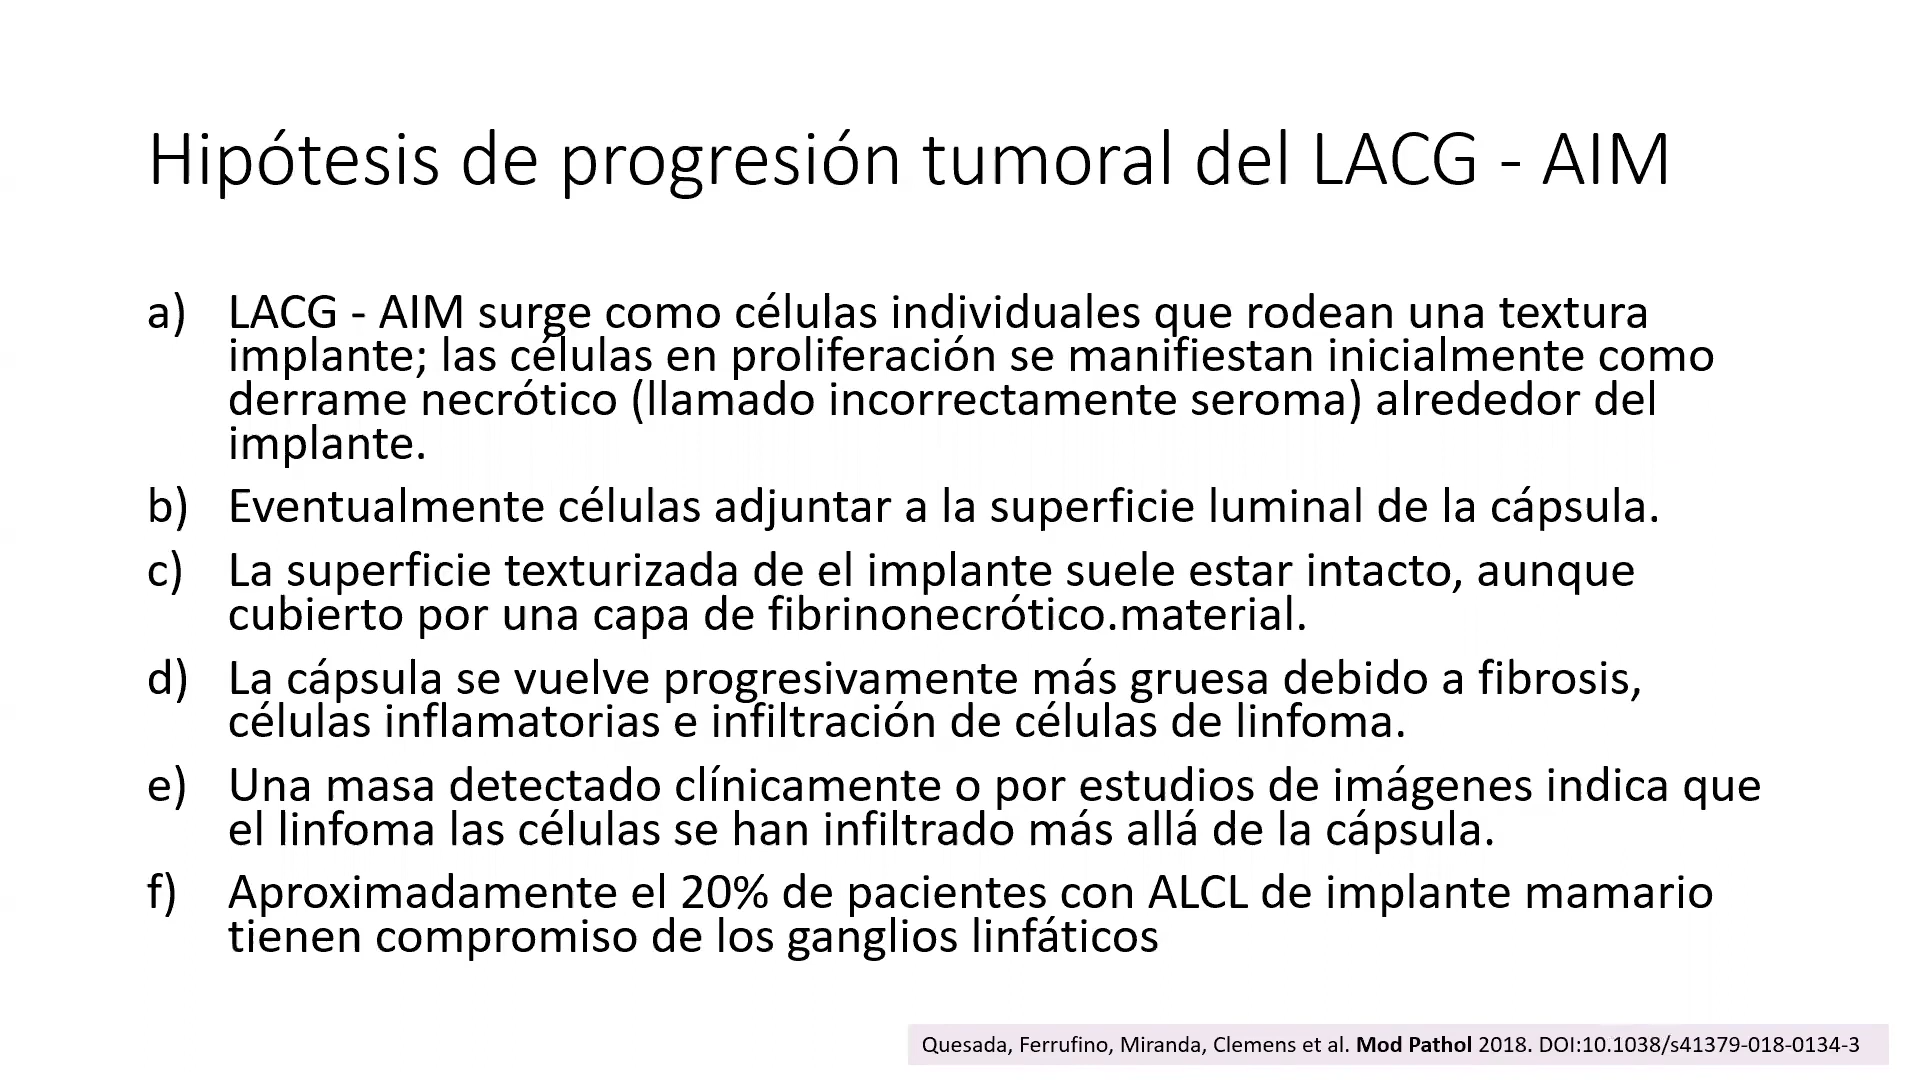 Hipótesis de progresión tumoral del LACG - AIM
a) LACG - AIM surge como células individuales que rodean una textura
implante; las células en proliferación se manifiestan inicialmente como
derrame necrótico (llamado incorrectamente seroma) alrededor del
implante.
b) Eventualmente células adjuntar a la superficie luminal de la cápsula.
c) La superficie texturizada de el implante suele estar intacto, aunque
cubierto por una capa de fibrinonecrótico.material.
d) La cápsula se vuelve progresivamente más gruesa debido a fibrosis,
células inflamatorias e infiltración de células de linfoma.
e) Una masa detectado clínicamente o por estudios de imágenes indica que
el linfoma las células se han infiltrado más allá de la cápsula.
f) Aproximadamente el 20% de pacientes con ALCL de implante mamario
tienen compromiso de los ganglios linfáticos
Quesada, Ferrufino, Miranda, Clemens et al. Mod Pathol 2018. DOI:10.1038/s41379-018-0134-3